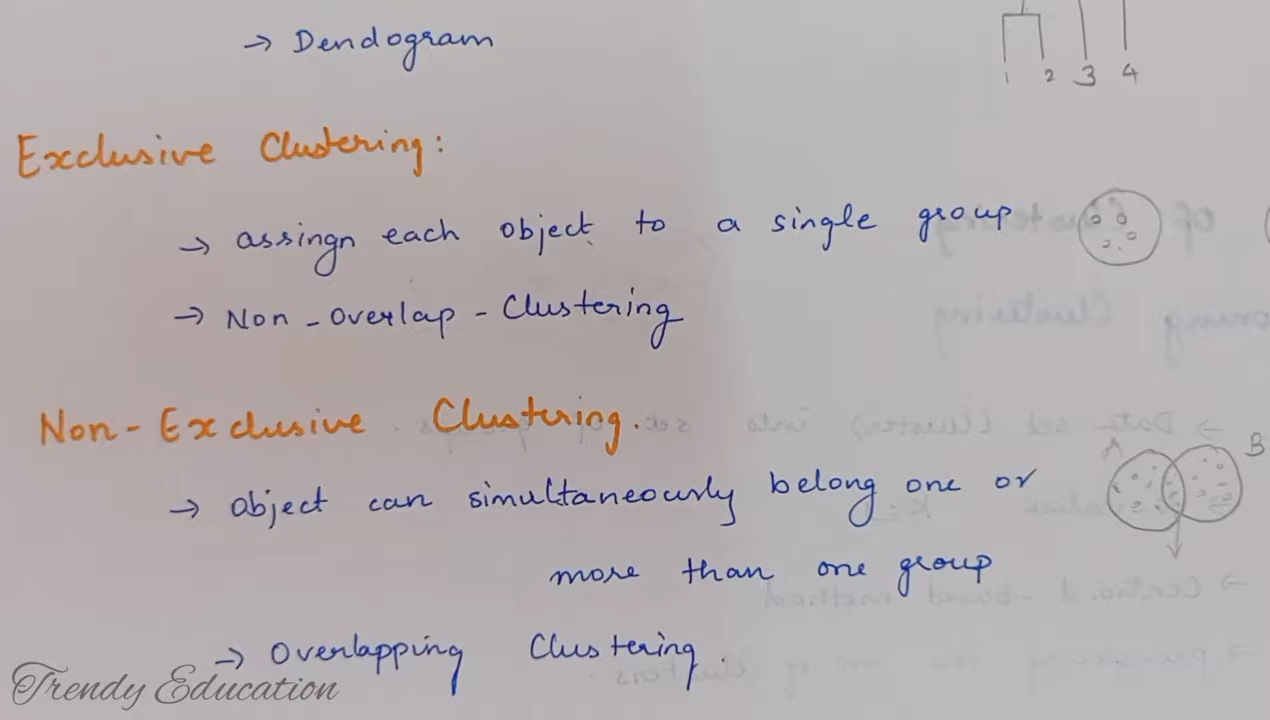 → Dendogram
1 2 3 4
Exclusive Clustering:
→ assingn each object to a single group
→ Non-Overlap-Clustering
Non-Exclusive Clustering.
A B
→ Object can simultaneously belong one or
more than one group
→ Overlapping Clustering.
Trendy Education